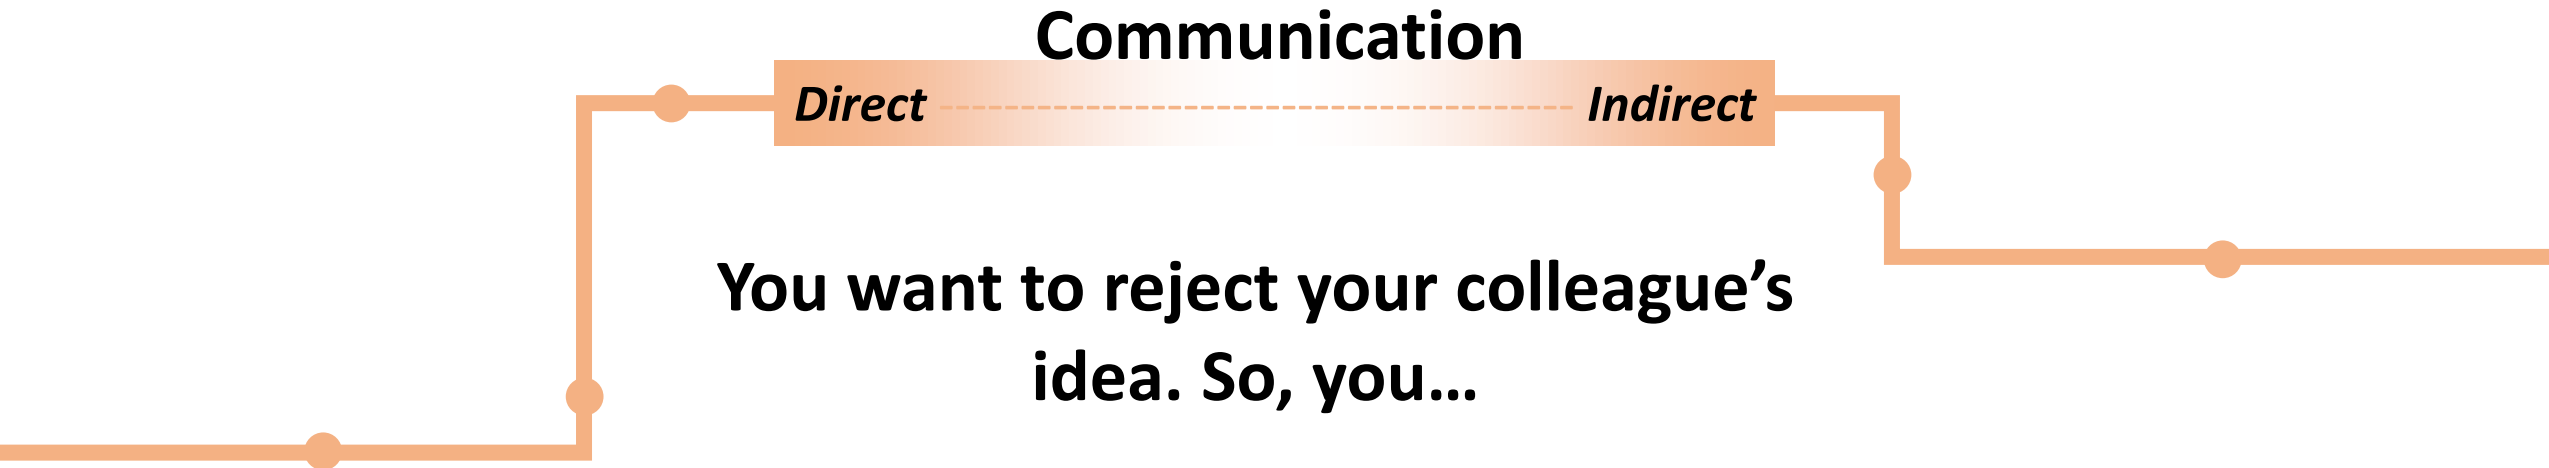 Communication
Direct Indirect
You want to reject your colleague’s
idea. So, you…